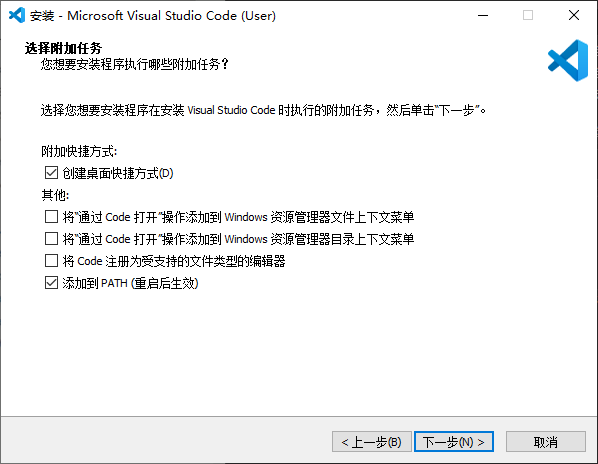 安装 - Microsoft Visual Studio Code (User)
选择附加任务
您想要安装程序执行哪些附加任务？
选择您想要安装程序在安装 Visual Studio Code 时执行的附加任务，然后单击“下一步”。
附加快捷方式:
创建桌面快捷方式(D)
其他:
将“通过 Code 打开”操作添加到 Windows 资源管理器文件上下文菜单
将“通过 Code 打开”操作添加到 Windows 资源管理器目录上下文菜单
将 Code 注册为受支持的文件类型的编辑器
添加到 PATH (重启后生效)
< 上一步(B) 下一步(N) > 取消